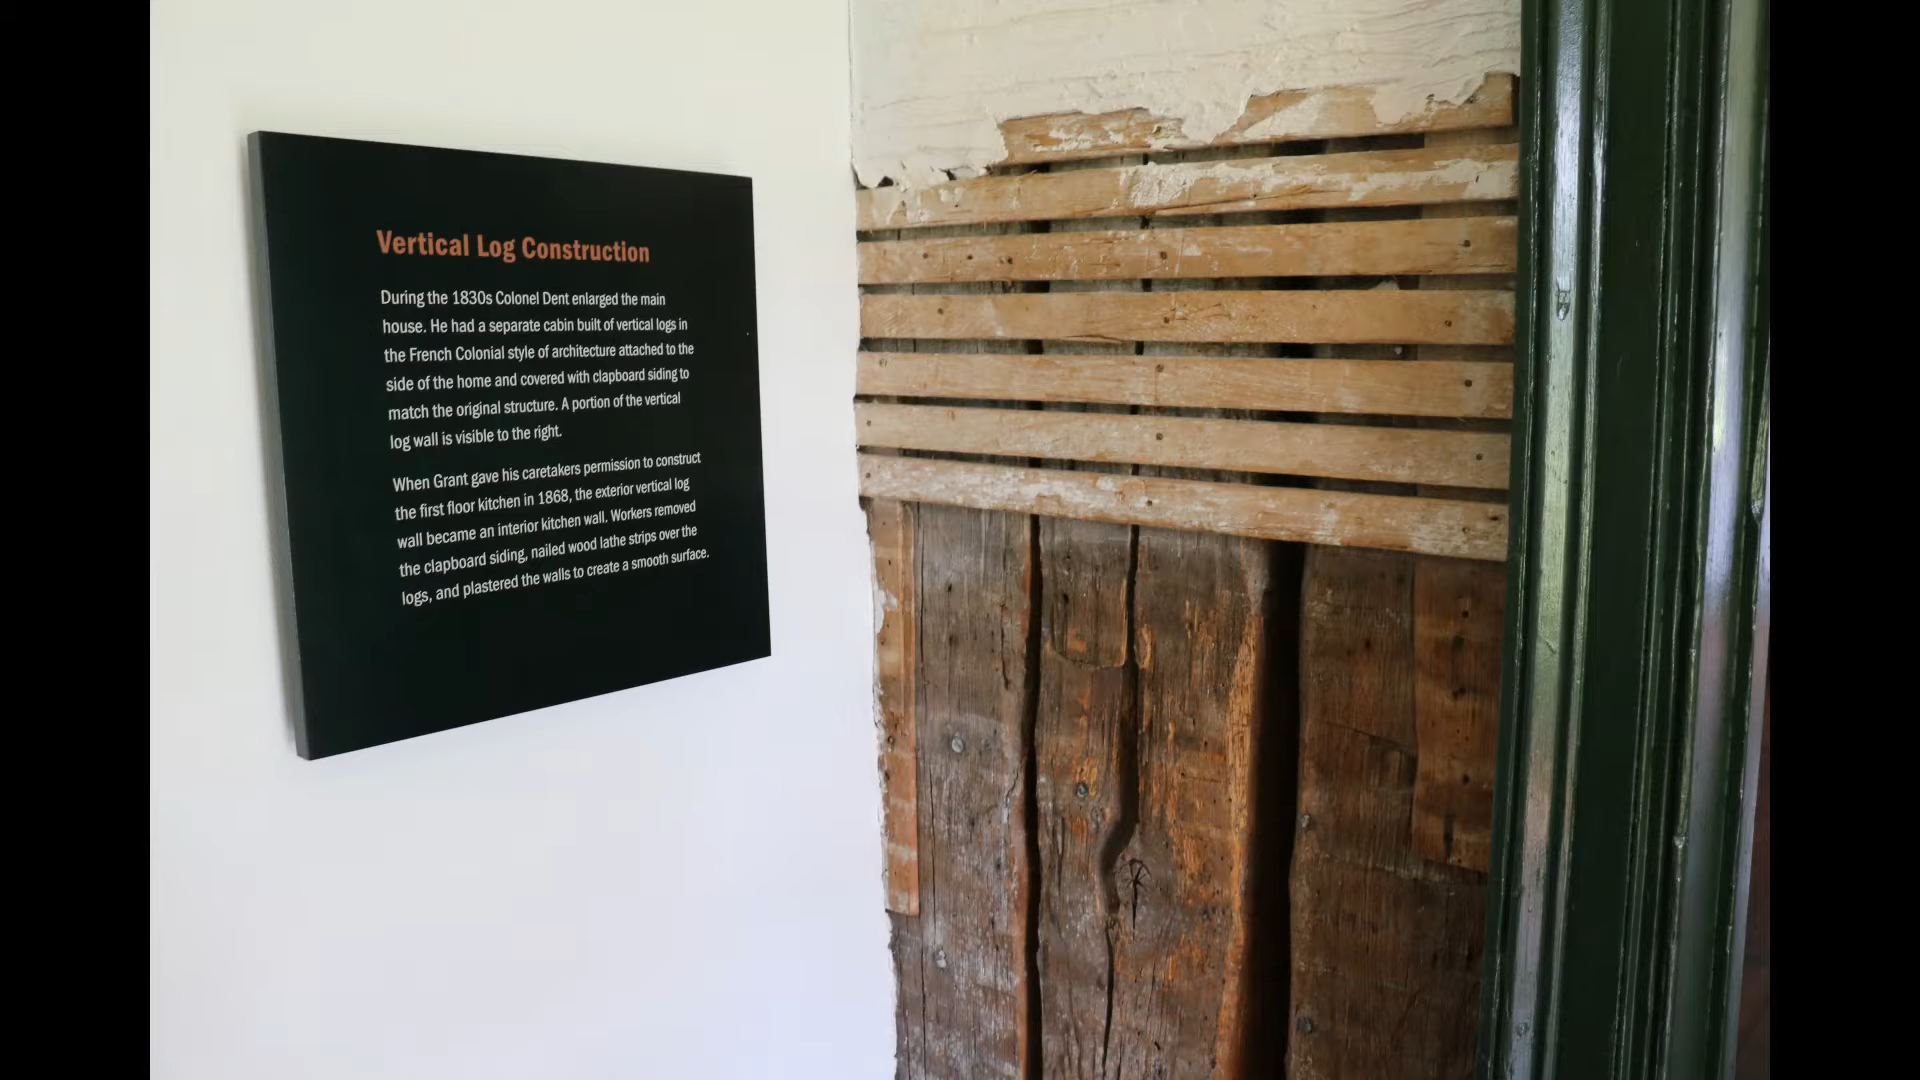 Vertical Log Construction
During the 1830s Colonel Dent enlarged the main
house. He had a separate cabin built of vertical logs in
the French Colonial style of architecture attached to the
side of the home and covered with clapboard siding to
match the original structure. A portion of the vertical
log wall is visible to the right.
When Grant gave his caretakers permission to construct
the first floor kitchen in 1868, the exterior vertical log
wall became an interior kitchen wall. Workers removed
the clapboard siding, nailed wood lathe strips over the
logs, and plastered the walls to create a smooth surface.